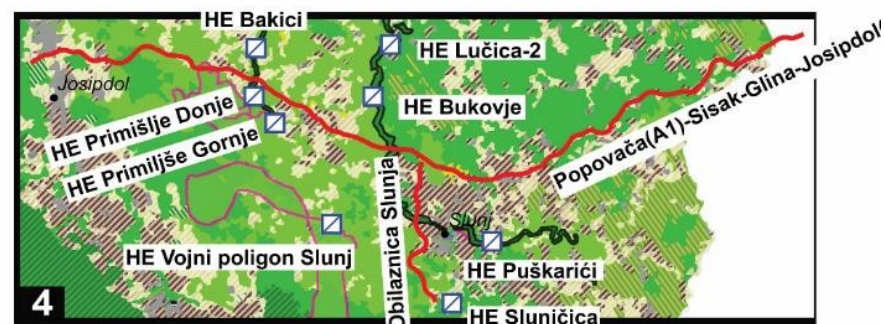 HE Bakici
HE Lučica-2
Josipdol
HE Bukovje
HE Primišlje Donje
HE Primiljše Gornje
Popovača(A1)-Sisak-Glina-Josipdol(
Obilaznica Slunja
Slunj
HE Vojni poligon Slunj
HE Puškarići
HE Sluničica
4